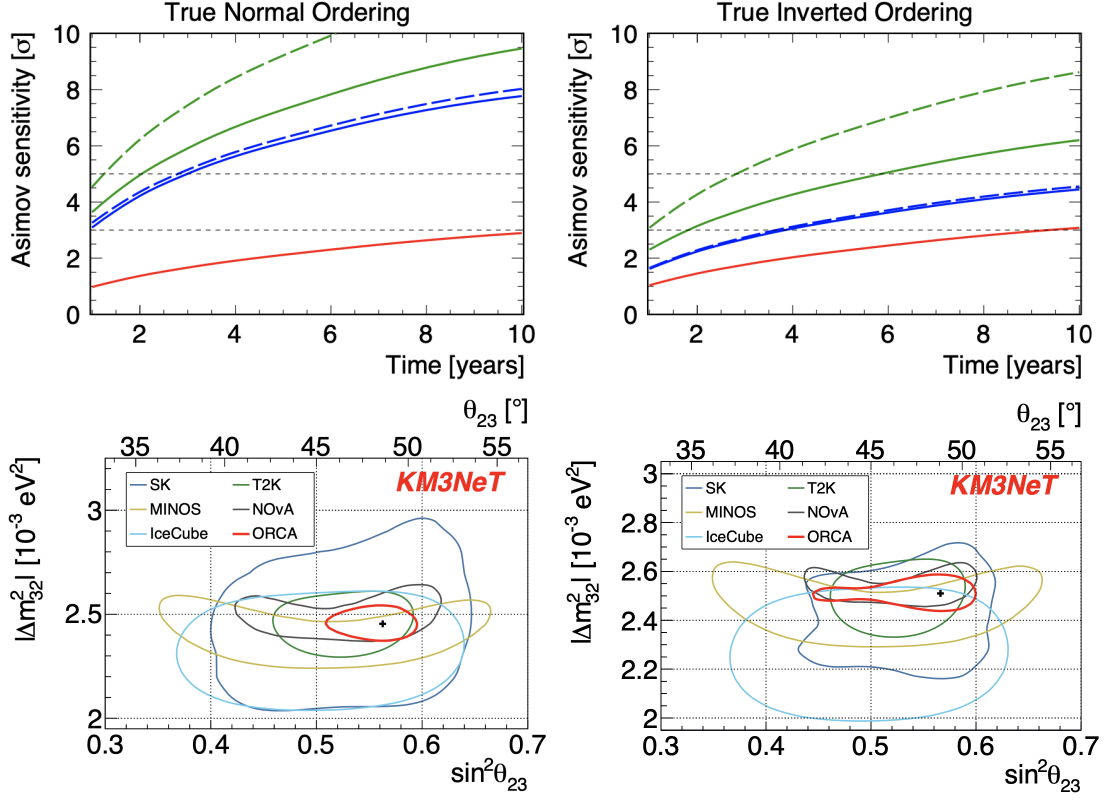 True Normal Ordering
Asimov sensitivity [σ]
10
8
6
4
2
0
2 4 6 8 10
Time [years]
True Inverted Ordering
Asimov sensitivity [σ]
10
8
6
4
2
0
2 4 6 8 10
Time [years]
θ23 [°]
35 40 45 50 55
|Δm²32| [10⁻³ eV²]
KM3NeT
SK T2K
MINOS NOvA
IceCube ORCA
3
2.5
2
0.3 0.4 0.5 0.6 0.7
sin²θ23
θ23 [°]
35 40 45 50 55
|Δm²32| [10⁻³ eV²]
KM3NeT
SK T2K
MINOS NOvA
IceCube ORCA
3
2.8
2.6
2.4
2.2
2
0.3 0.4 0.5 0.6 0.7
sin²θ23